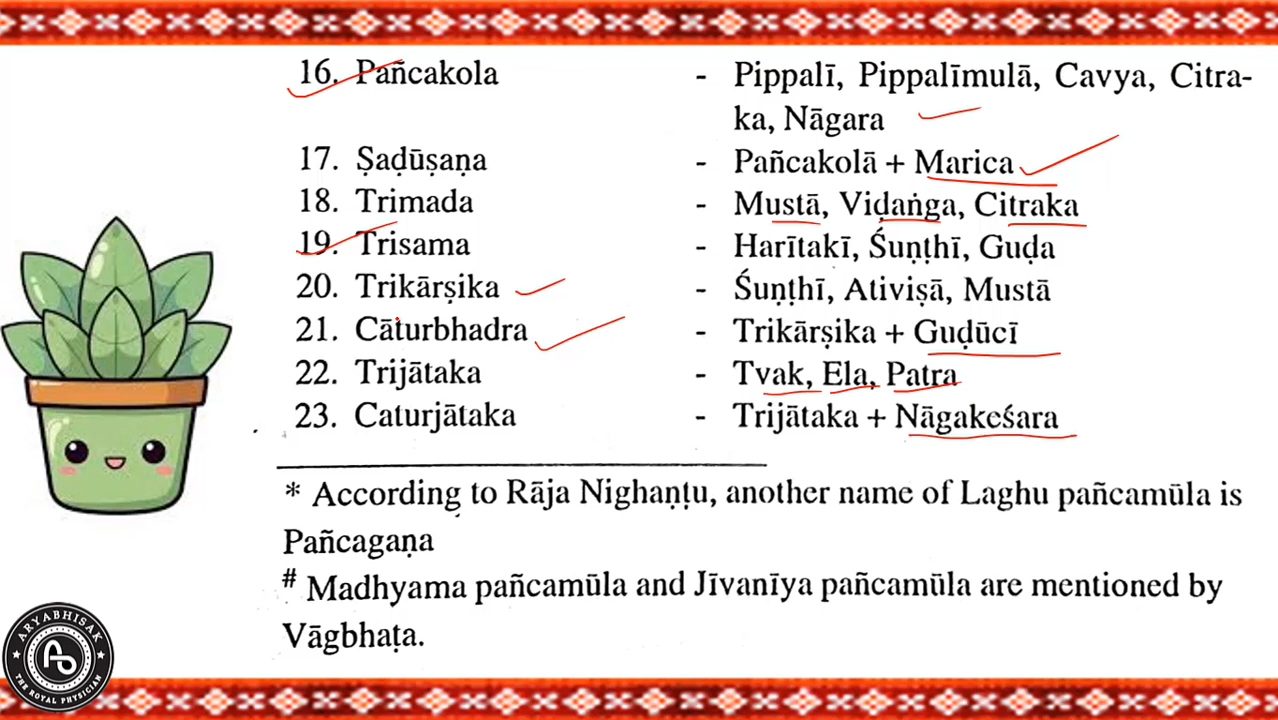 16. Pañcakola - Pippalī, Pippalīmulā, Cavya, Citra-
ka, Nāgara
17. Ṣaḍūṣaṇa - Pañcakolā + Marica
18. Trimada - Mustā, Viḍaṅga, Citraka
19. Trisama - Harītakī, Śuṇṭhī, Guḍa
20. Trikārṣika - Śuṇṭhī, Ativiṣā, Mustā
21. Cāturbhadra - Trikārṣika + Guḍūcī
22. Trijātaka - Tvak, Ela, Patra
23. Caturjātaka - Trijātaka + Nāgakeśara
* According to Rāja Nighaṇṭu, another name of Laghu pañcamūla is
Pañcagaṇa
# Madhyama pañcamūla and Jīvanīya pañcamūla are mentioned by
Vāgbhaṭa.
ARYABHISAK
THE ROYAL PHYSICIAN